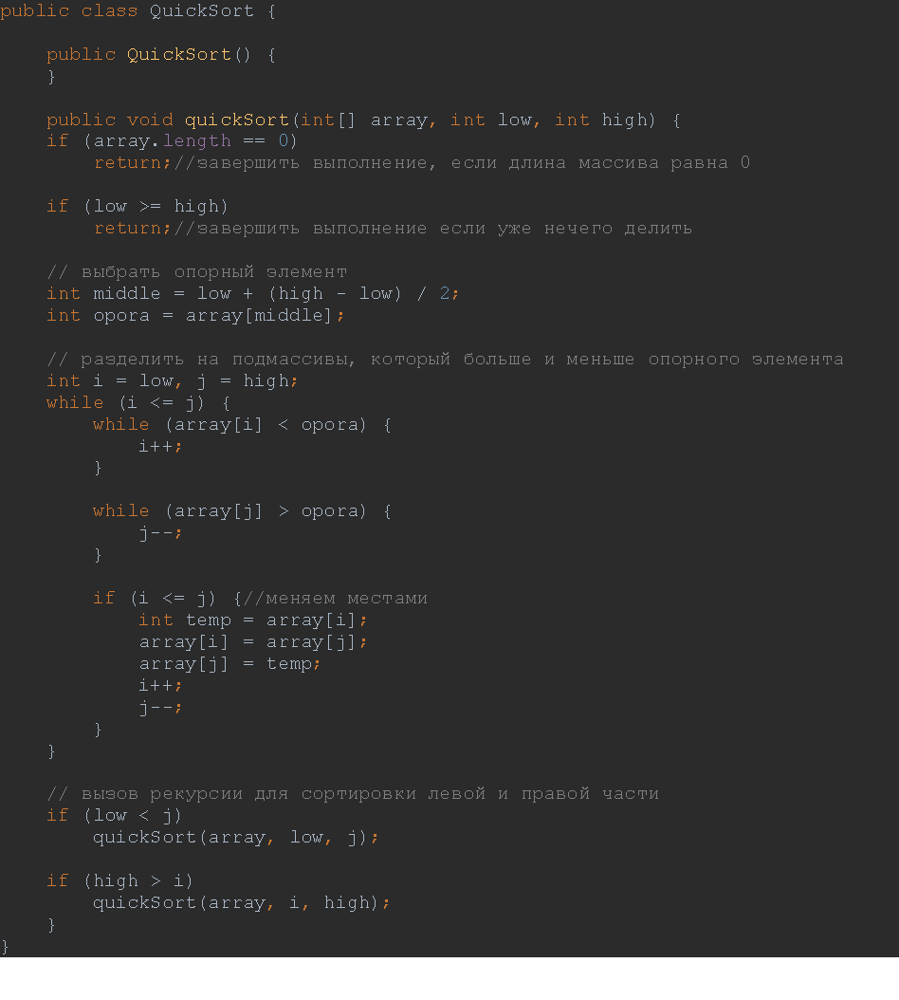 public class QuickSort {
public QuickSort() {
}
public void quickSort(int[] array, int low, int high) {
if (array.length == 0)
return;//завершить выполнение, если длина массива равна 0
if (low >= high)
return;//завершить выполнение если уже нечего делить
// выбрать опорный элемент
int middle = low + (high - low) / 2;
int opora = array[middle];
// разделить на подмассивы, который больше и меньше опорного элемента
int i = low, j = high;
while (i <= j) {
while (array[i] < opora) {
i++;
}
while (array[j] > opora) {
j--;
}
if (i <= j) {//меняем местами
int temp = array[i];
array[i] = array[j];
array[j] = temp;
i++;
j--;
}
}
// вызов рекурсии для сортировки левой и правой части
if (low < j)
quickSort(array, low, j);
if (high > i)
quickSort(array, i, high);
}
}